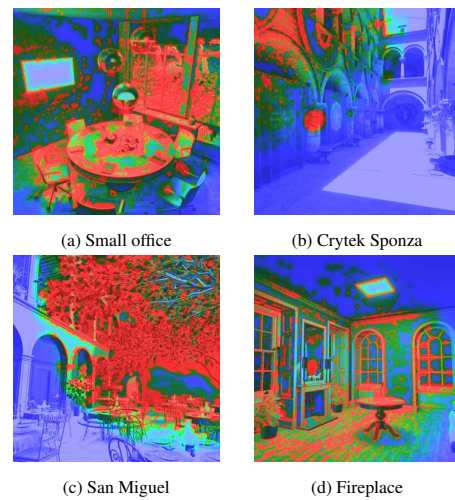 (a) Small office
(b) Crytek Sponza
(c) San Miguel
(d) Fireplace